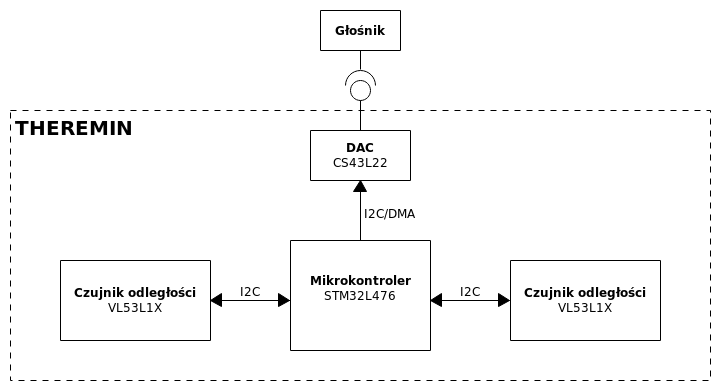 Głośnik
THEREMIN
DAC
CS43L22
I2C/DMA
Czujnik odległości
VL53L1X
I2C
Mikrokontroler
STM32L476
I2C
Czujnik odległości
VL53L1X